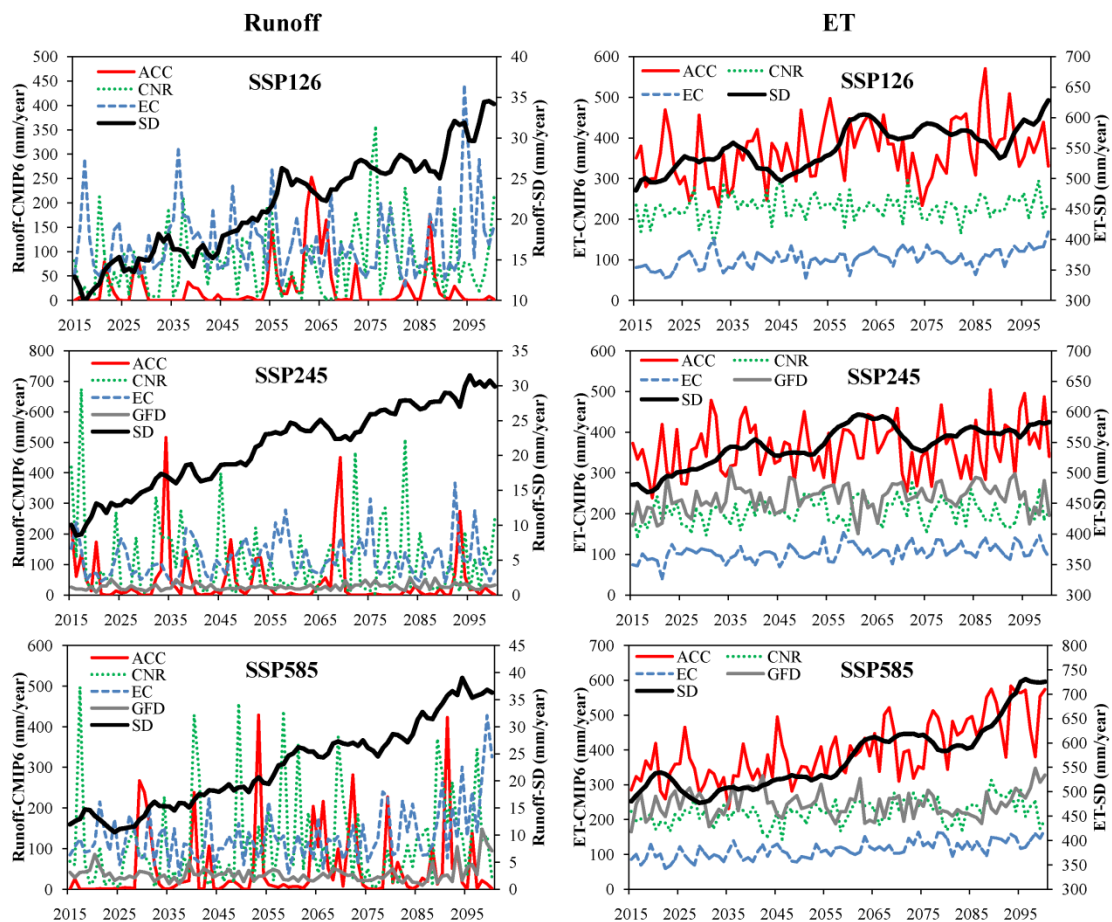 Runoff
ET
Runoff-CMIP6 (mm/year)
500
450
400
350
300
250
200
150
100
50
0
ACC
CNR
EC
SD
SSP126
40
35
30
25
20
15
10
Runoff-SD (mm/year)
2015 2025 2035 2045 2055 2065 2075 2085 2095
ET-CMIP6 (mm/year)
600
500
400
300
200
100
0
SSP126
ACC CNR
EC SD
700
650
600
550
500
450
400
350
300
ET-SD (mm/year)
2015 2025 2035 2045 2055 2065 2075 2085 2095
Runoff-CMIP6 (mm/year)
800
700
600
500
400
300
200
100
0
ACC
CNR
EC
GFD
SD
SSP245
35
30
25
20
15
10
5
0
Runoff-SD (mm/year)
2015 2025 2035 2045 2055 2065 2075 2085 2095
ET-CMIP6 (mm/year)
600
500
400
300
200
100
0
ACC CNR
EC GFD
SD
SSP245
700
650
600
550
500
450
400
350
300
ET-SD (mm/year)
2015 2025 2035 2045 2055 2065 2075 2085 2095
Runoff-CMIP6 (mm/year)
600
500
400
300
200
100
0
ACC
CNR
EC
GFD
SD
SSP585
45
40
35
30
25
20
15
10
5
0
Runoff-SD (mm/year)
2015 2025 2035 2045 2055 2065 2075 2085 2095
ET-CMIP6 (mm/year)
700
600
500
400
300
200
100
0
ACC CNR
EC GFD
SD
SSP585
800
750
700
650
600
550
500
450
400
350
300
ET-SD (mm/year)
2015 2025 2035 2045 2055 2065 2075 2085 2095